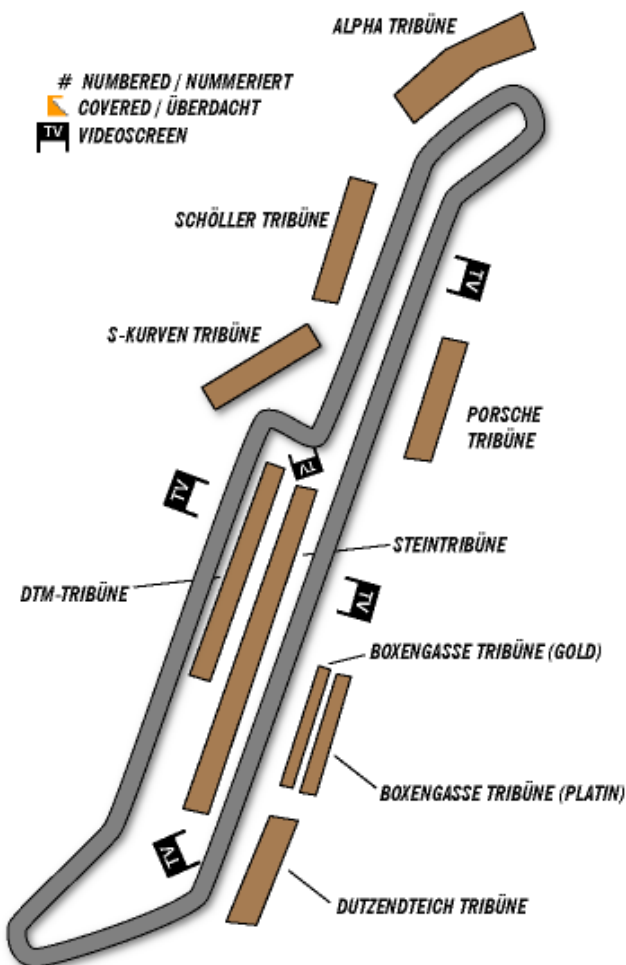 ALPHA TRIBÜNE
# NUMBERED / NUMMERIERT
COVERED / ÜBERDACHT
TV VIDEOSCREEN
SCHÖLLER TRIBÜNE
TV
S-KURVEN TRIBÜNE
PORSCHE
TRIBÜNE
TV
TV
STEINTRIBÜNE
DTM-TRIBÜNE
TV
BOXENGASSE TRIBÜNE (GOLD)
BOXENGASSE TRIBÜNE (PLATIN)
TV
DUTZENDTEICH TRIBÜNE